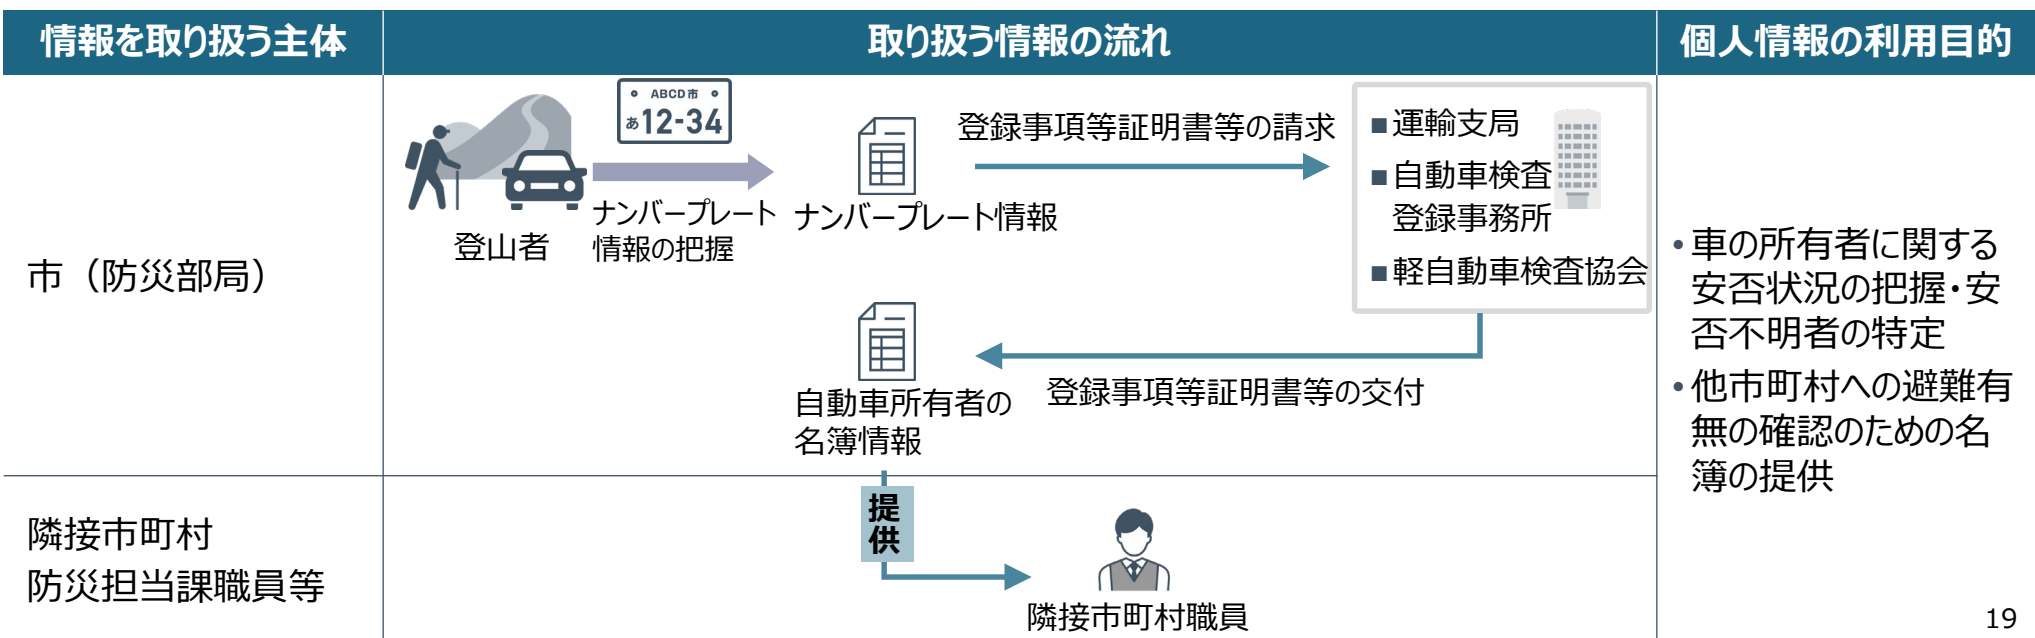 情報を取り扱う主体
取り扱う情報の流れ
個人情報の利用目的
市（防災部局）
ABCD市
あ12-34
登山者
ナンバープレート
情報の把握
ナンバープレート情報
登録事項等証明書等の請求
■運輸支局
■自動車検査
登録事務所
■軽自動車検査協会
登録事項等証明書等の交付
自動車所有者の
名簿情報
•車の所有者に関する
安否状況の把握・安
否不明者の特定
•他市町村への避難有
無の確認のための名
簿の提供
隣接市町村
防災担当課職員等
提供
隣接市町村職員
19